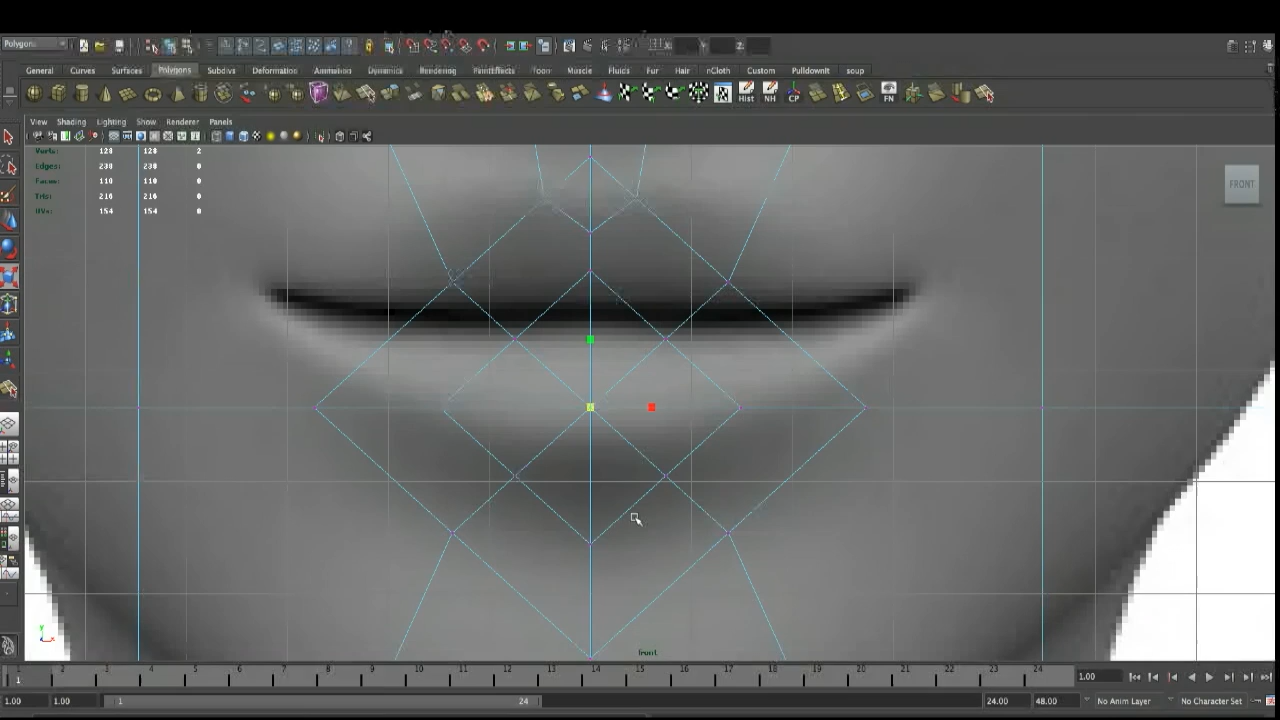 Polygons
X: Y: Z:
General Curves Surfaces Polygons Subdivs Deformation Animation Dynamics Rendering PaintEffects Toon Muscle Fluids Fur Hair nCloth Custom PulldownIt soup
Hist NH CP FN
View Shading Lighting Show Renderer Panels
Verts: 128 128 2
Edges: 238 238 0
Faces: 110 110 0
Tris: 216 216 0
UVs: 154 154 0
FRONT
front
1 2 3 4 5 6 7 8 9 10 11 12 13 14 15 16 17 18 19 20 21 22 23 24
1 1.00
1.00 1.00 1 24 24.00 48.00 No Anim Layer No Character Set